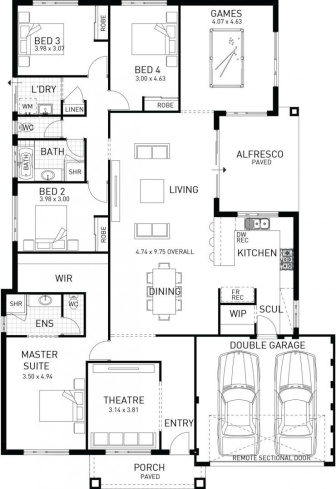 BED 3
3.98 x 3.07
ROBE
BED 4
3.00 x 4.63
GAMES
4.07 x 4.63
L'DRY
WM
LINEN
ROBE
WC
BATH
BATH
SHR
ALFRESCO
PAVED
LIVING
BED 2
3.98 x 3.00
ROBE
DW
REC
KITCHEN
4.74 x 9.75 OVERALL
WIR
DINING
FR
REC
SHR
WC
ENS
WIP
SCUL
DOUBLE GARAGE
MASTER
SUITE
3.50 x 4.94
THEATRE
3.14 x 3.81
ENTRY
REMOTE SECTIONAL DOOR
PORCH
PAVED